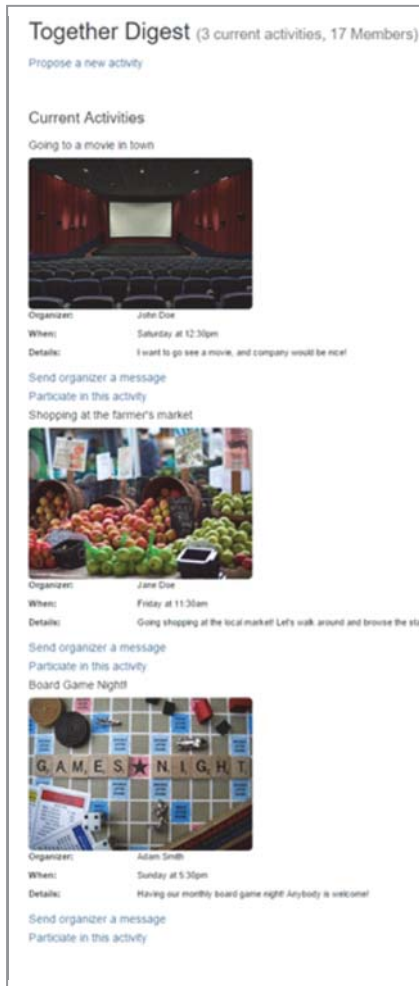 Together Digest (3 current activities, 17 Members)
Propose a new activity
Current Activities
Going to a movie in town
Organizer: John Doe
When: Saturday at 12:30pm
Details: I want to go see a movie, and company would be nice!
Send organizer a message
Particiate in this activity
Shopping at the farmer's market
Organizer: Jane Doe
When: Friday at 11:30am
Details: Going shopping at the local market! Let's walk around and browse the sta
Send organizer a message
Particiate in this activity
Board Game Night!
GAMES NIGHT
Organizer: Adam Smith
When: Sunday at 5:30pm
Details: Having our monthly board game night! Anybody is welcome!
Send organizer a message
Particiate in this activity